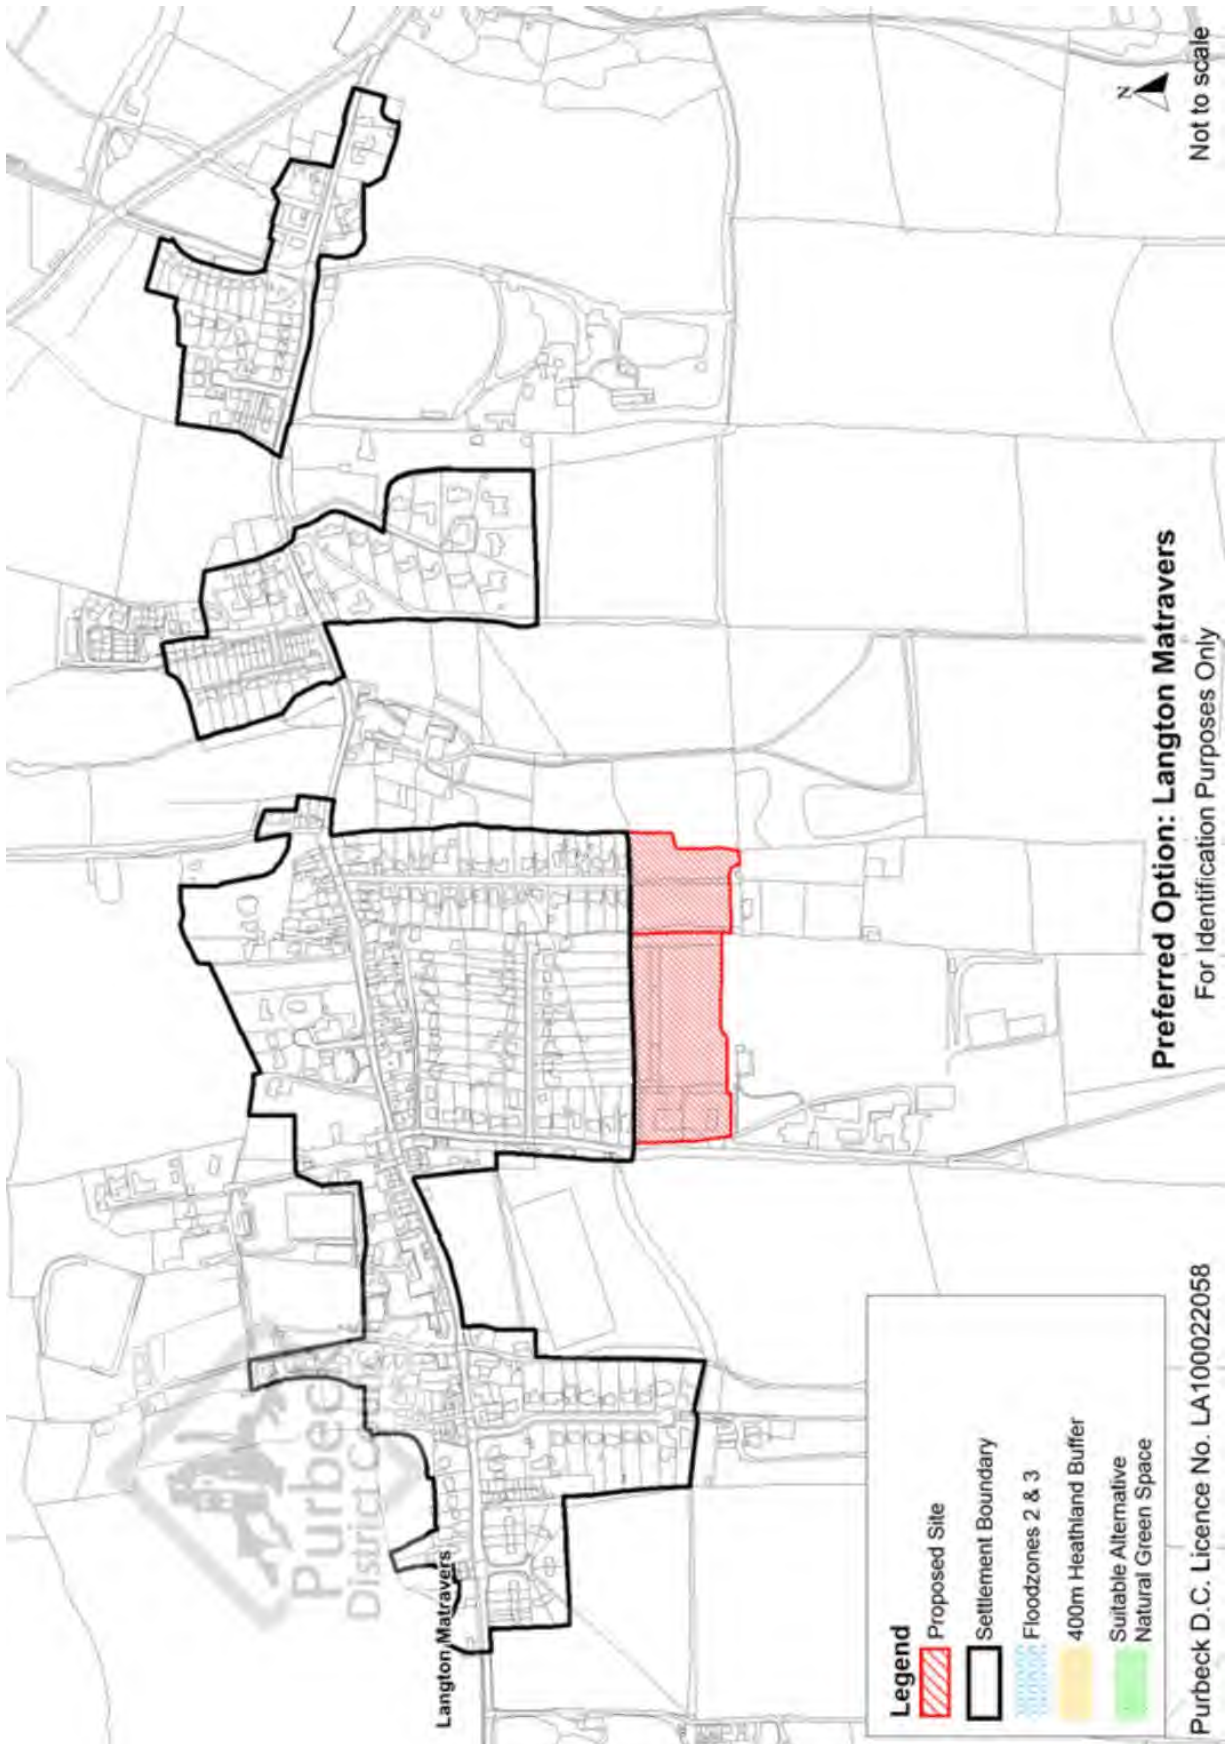 Purbeck
District C
Langton Matravers
N
Not to scale
Preferred Option: Langton Matravers
For Identification Purposes Only
Legend
Proposed Site
Settlement Boundary
Floodzones 2 & 3
400m Heathland Buffer
Suitable Alternative
Natural Green Space
Purbeck D.C. Licence No. LA100022058